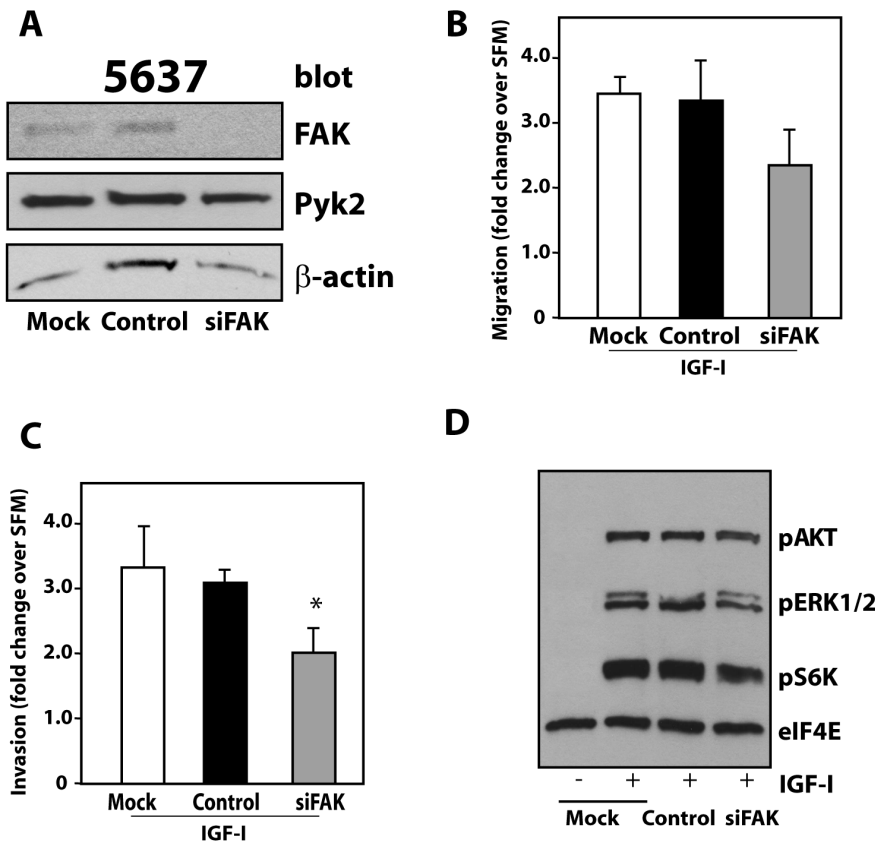 A
5637 blot
FAK
Pyk2
β-actin
Mock Control siFAK
B
Migration (fold change over SFM)
4.0
3.0
2.0
1.0
0
Mock Control siFAK
IGF-I
C
Invasion (fold change over SFM)
4.0
3.0
2.0
1.0
0
*
Mock Control siFAK
IGF-I
D
pAKT
pERK1/2
pS6K
eIF4E
- + + + IGF-I
Mock Control siFAK